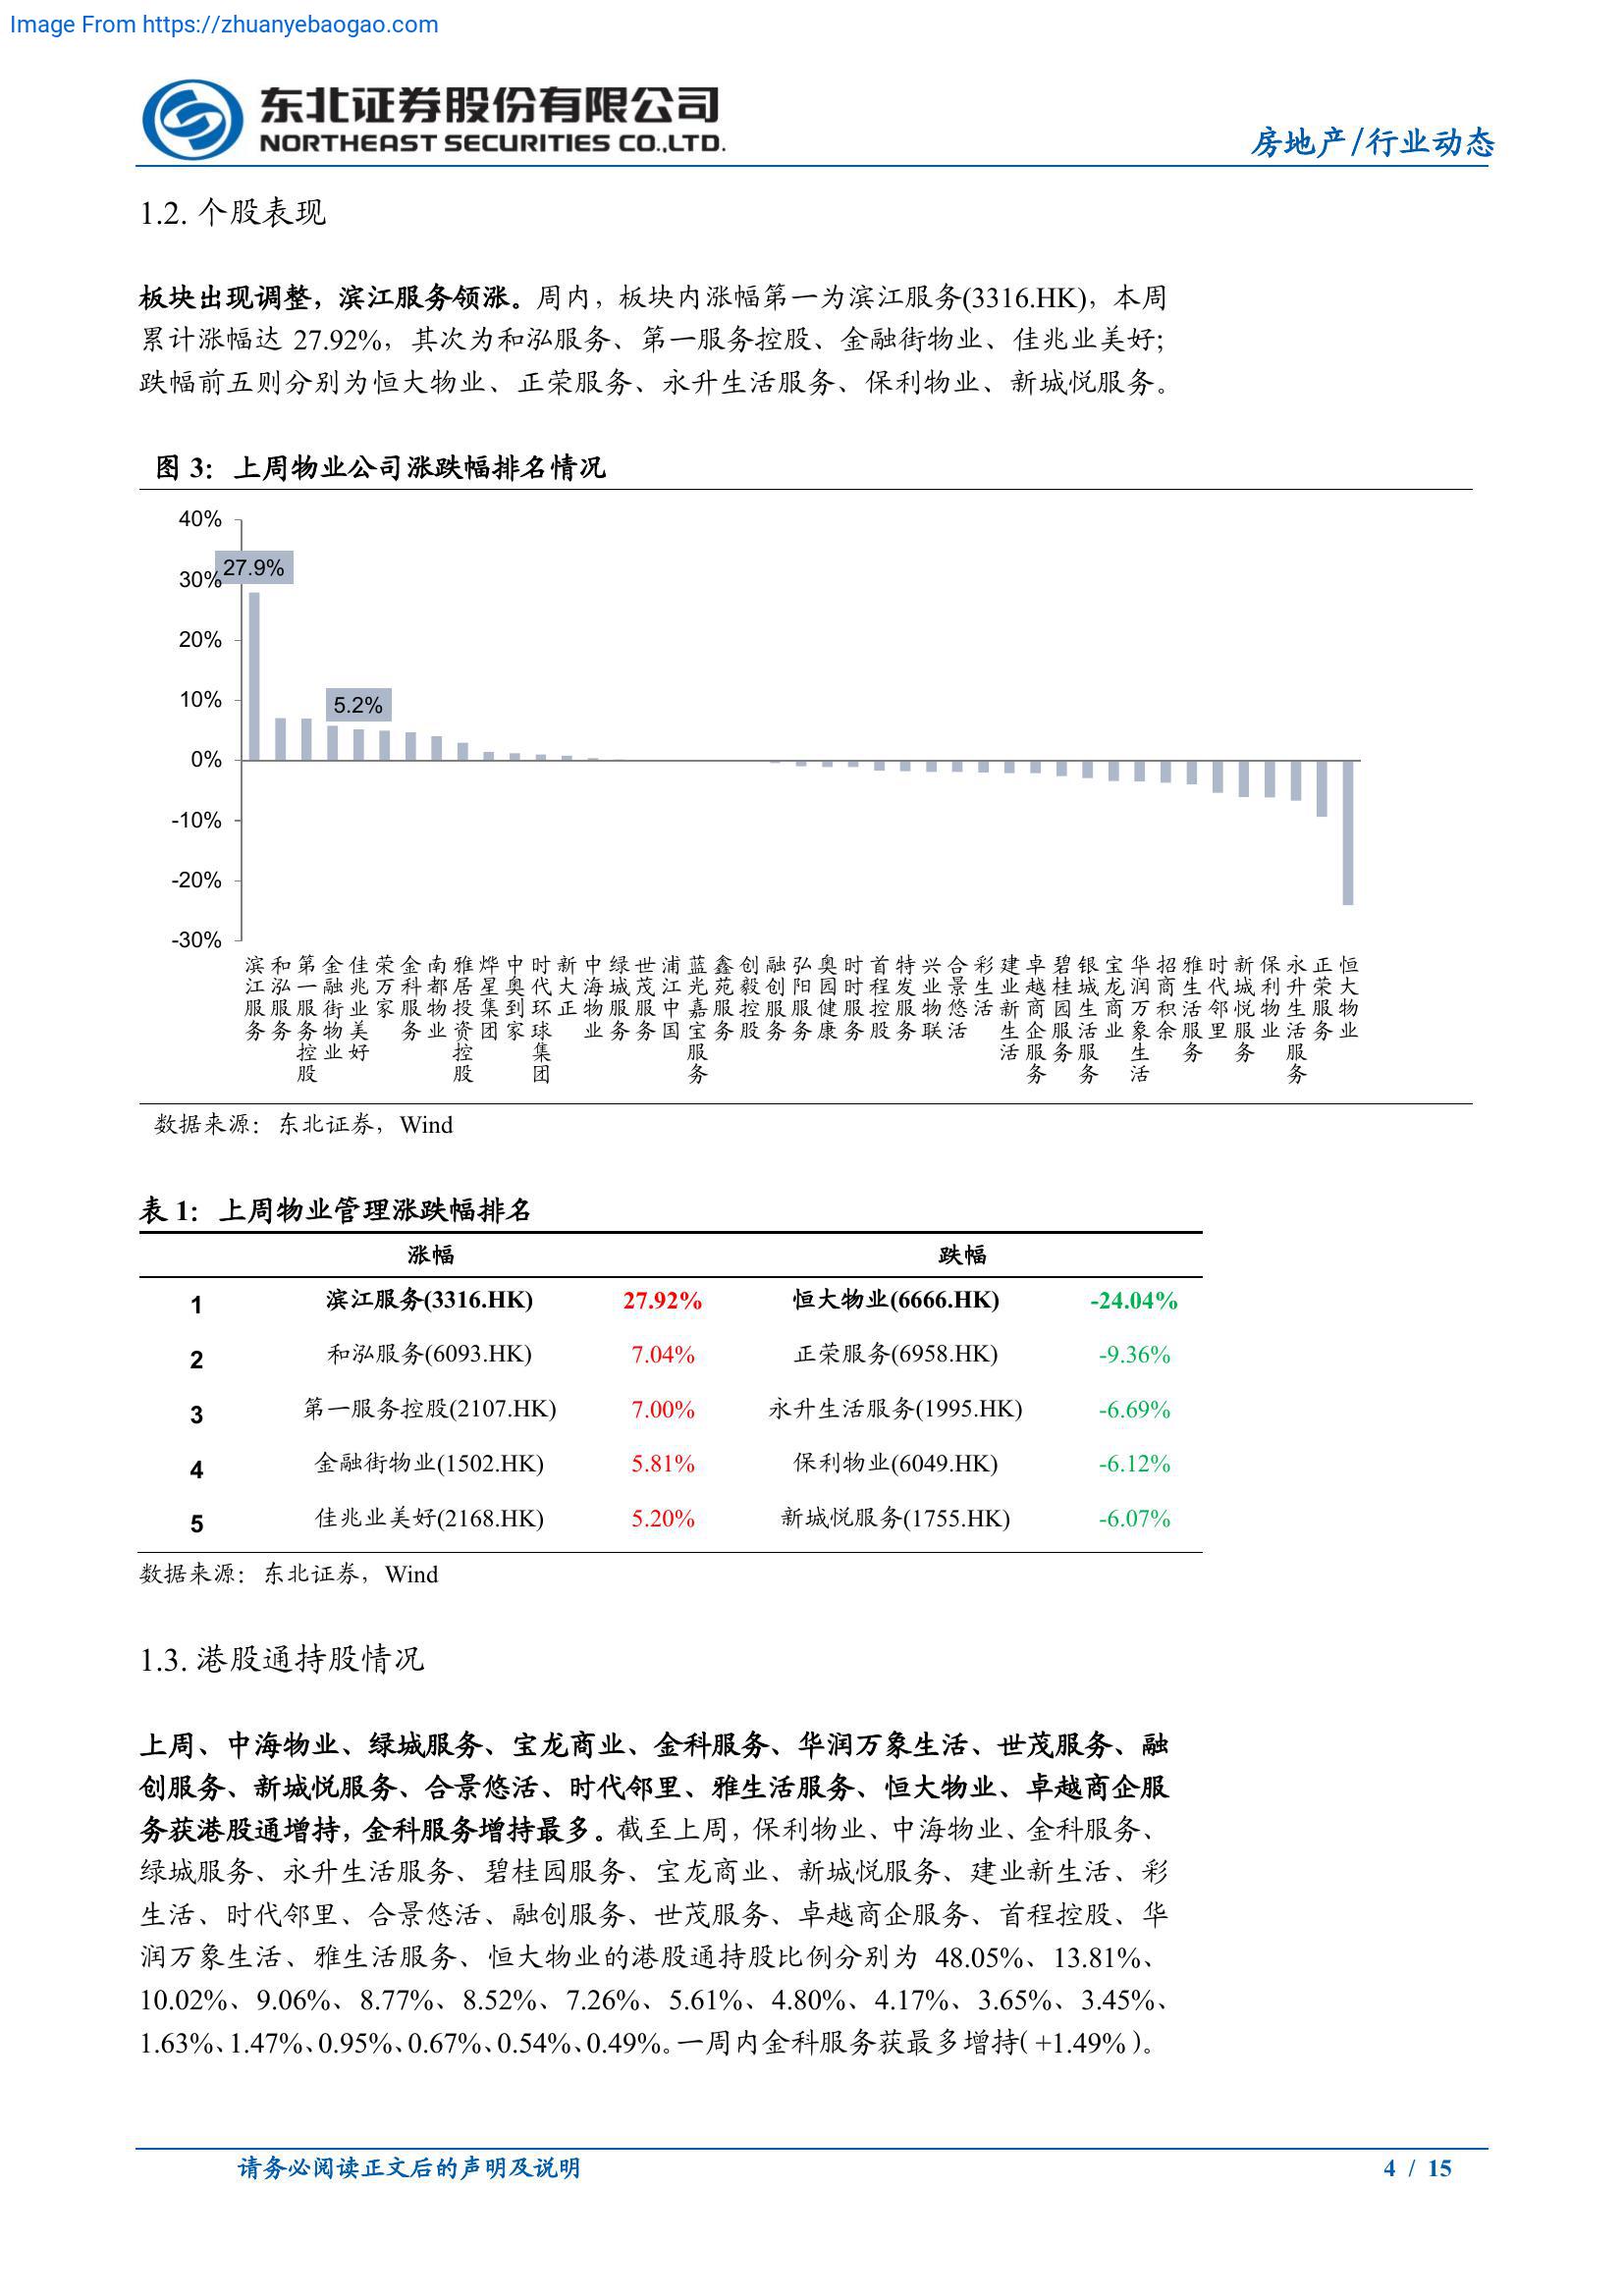 Image From https://zhuanyebaogao.com
东北证券股份有限公司
NORTHEAST SECURITIES CO.,LTD.
房地产/行业动态
1.2. 个股表现
板块出现调整，滨江服务领涨。周内，板块内涨幅第一为滨江服务(3316.HK)，本周
累计涨幅达 27.92%，其次为和泓服务、第一服务控股、金融街物业、佳兆业美好；
跌幅前五则分别为恒大物业、正荣服务、永升生活服务、保利物业、新城悦服务。
图 3：上周物业公司涨跌幅排名情况
40%
30%
20%
10%
0%
-10%
-20%
-30%
27.9%
5.2%
滨江服务
和泓服务
第一服务控股
金融街物业
佳兆业美好
荣万家
金科服务
南都物业
雅居投资控股
烨星集团
中奥到家
时代环球集团
新大正
中海物业
绿城服务
世茂服务
浦江中国
蓝光嘉宝服务
鑫苑服务
创毅控股
融创服务
弘阳服务
奥园健康
时时服务
首程控股
特发服务
兴业物联
合景悠活
彩生活
建业新生活
卓越商企服务
碧桂园服务
银城生活服务
宝龙商业
华润万象生活
招商积余
雅生活服务
时代邻里
新城悦服务
保利物业
永升生活服务
正荣服务
恒大物业
数据来源：东北证券，Wind
表 1：上周物业管理涨跌幅排名
涨幅 跌幅
1 滨江服务(3316.HK) 27.92% 恒大物业(6666.HK) -24.04%
2 和泓服务(6093.HK) 7.04% 正荣服务(6958.HK) -9.36%
3 第一服务控股(2107.HK) 7.00% 永升生活服务(1995.HK) -6.69%
4 金融街物业(1502.HK) 5.81% 保利物业(6049.HK) -6.12%
5 佳兆业美好(2168.HK) 5.20% 新城悦服务(1755.HK) -6.07%
数据来源：东北证券，Wind
1.3. 港股通持股情况
上周、中海物业、绿城服务、宝龙商业、金科服务、华润万象生活、世茂服务、融
创服务、新城悦服务、合景悠活、时代邻里、雅生活服务、恒大物业、卓越商企服
务获港股通增持，金科服务增持最多。截至上周，保利物业、中海物业、金科服务、
绿城服务、永升生活服务、碧桂园服务、宝龙商业、新城悦服务、建业新生活、彩
生活、时代邻里、合景悠活、融创服务、世茂服务、卓越商企服务、首程控股、华
润万象生活、雅生活服务、恒大物业的港股通持股比例分别为 48.05%、13.81%、
10.02%、9.06%、8.77%、8.52%、7.26%、5.61%、4.80%、4.17%、3.65%、3.45%、
1.63%、1.47%、0.95%、0.67%、0.54%、0.49%。一周内金科服务获最多增持( +1.49% )。
请务必阅读正文后的声明及说明
4 / 15